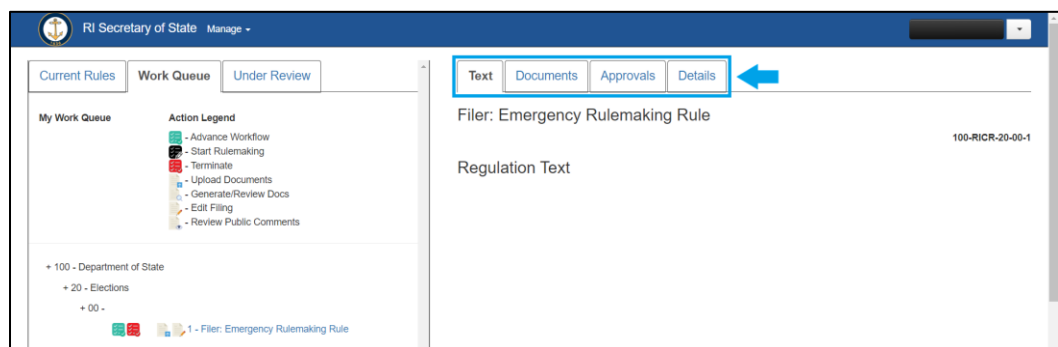 RI Secretary of State Manage
Current Rules Work Queue Under Review
My Work Queue
Action Legend
- Advance Workflow
- Start Rulemaking
- Terminate
- Upload Documents
- Generate/Review Docs
- Edit Filing
- Review Public Comments
+ 100 - Department of State
+ 20 - Elections
+ 00 -
1 - Filer: Emergency Rulemaking Rule
Text Documents Approvals Details
Filer: Emergency Rulemaking Rule
100-RICR-20-00-1
Regulation Text